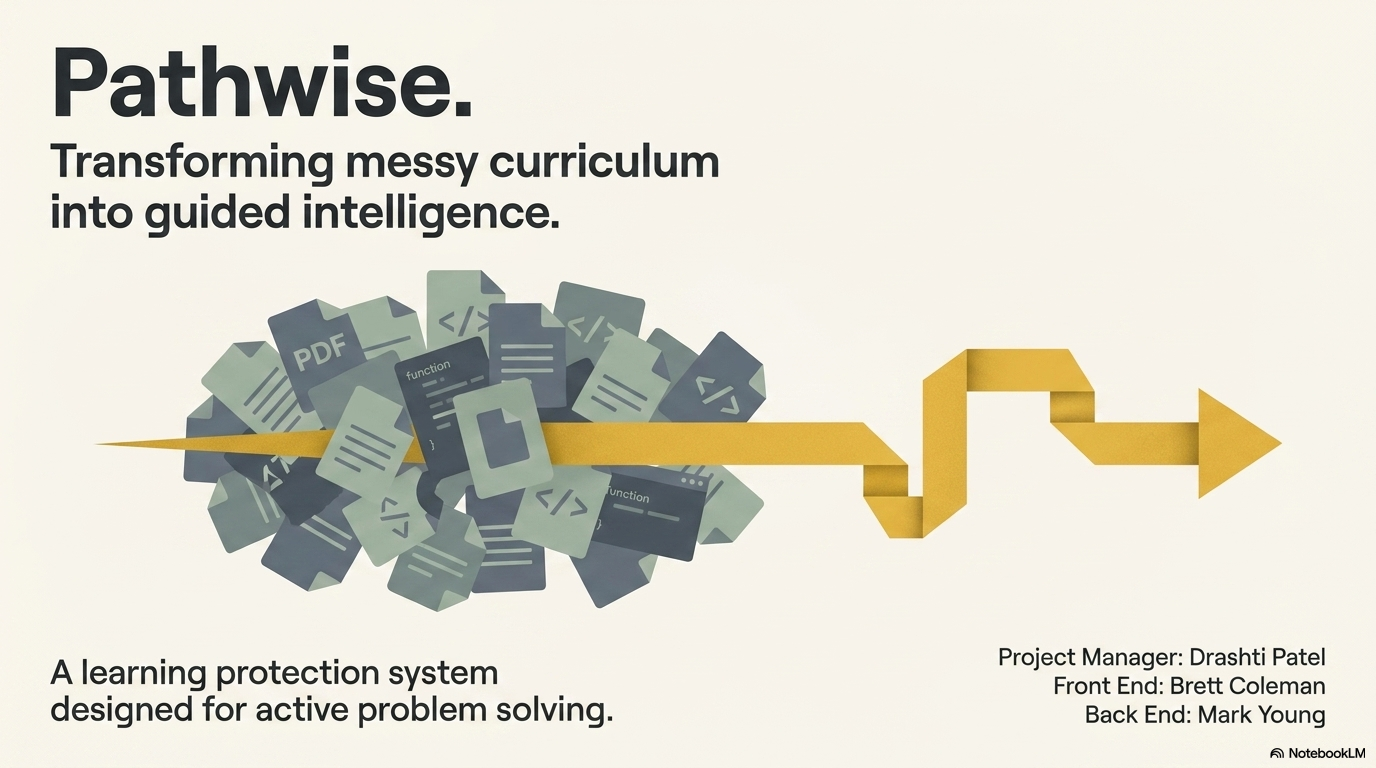 Pathwise.
Transforming messy curriculum
into guided intelligence.
PDF
</>
</>
function
</>
}
</>
</>
</>
function
}
A learning protection system
designed for active problem solving.
Project Manager: Drashti Patel
Front End: Brett Coleman
Back End: Mark Young
NotebookLM